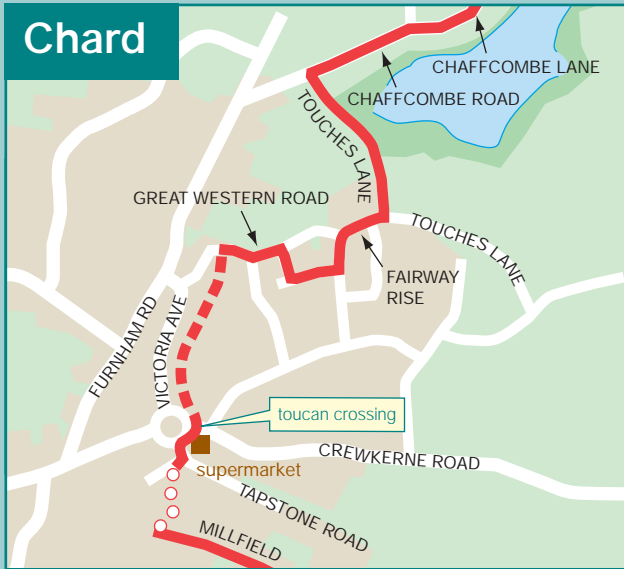 Chard
CHAFFCOMBE LANE
CHAFFCOMBE ROAD
TOUCHES LANE
GREAT WESTERN ROAD
TOUCHES LANE
FAIRWAY
RISE
FURNHAM RD
VICTORIA AVE
toucan crossing
CREWKERNE ROAD
supermarket
TAPSTONE ROAD
MILLFIELD